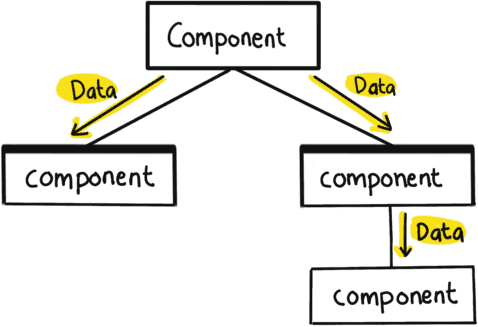 Component
Data
Data
component
component
Data
component